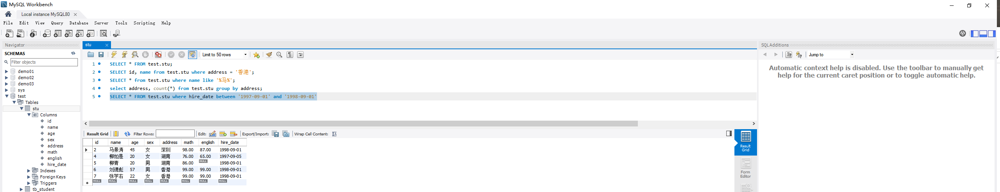 MySQL Workbench
Local instance MySQL80
File Edit View Query Database Server Tools Scripting Help
Navigator
SCHEMAS
Filter objects
demo01
demo02
demo03
sys
test
Tables
stu
Columns
id
name
age
sex
address
math
english
hire_date
Indexes
Foreign Keys
Triggers
tb_student
stu
Limit to 50 rows
1 SELECT * FROM test.stu;
2 SELECT id, name from test.stu where address = '香港';
3 SELECT * from test.stu where name like '%马%';
4 select address, count(*) from test.stu group by address;
5 SELECT * FROM test.stu where hire_date between '1997-09-01' and '1998-09-01'
Result Grid Filter Rows: Edit: Export/Import: Wrap Cell Content:
id name age sex address math english hire_date
2 马景涛 45 女 深圳 98.00 87.00 1998-09-01
4 柳如是 20 女 湖南 76.00 65.00 1997-09-05
5 柳青 20 男 湖南 86.00 NULL 1998-09-01
6 刘德彪 57 男 香港 99.00 99.00 1998-09-01
7 张学右 22 女 香港 99.00 99.00 1998-09-01
NULL NULL NULL NULL NULL NULL NULL NULL
Result
Grid
Form
Editor
SQLAdditions
Jump to
Automatic context help is disabled. Use the toolbar to manually get
help for the current caret position or to toggle automatic help.